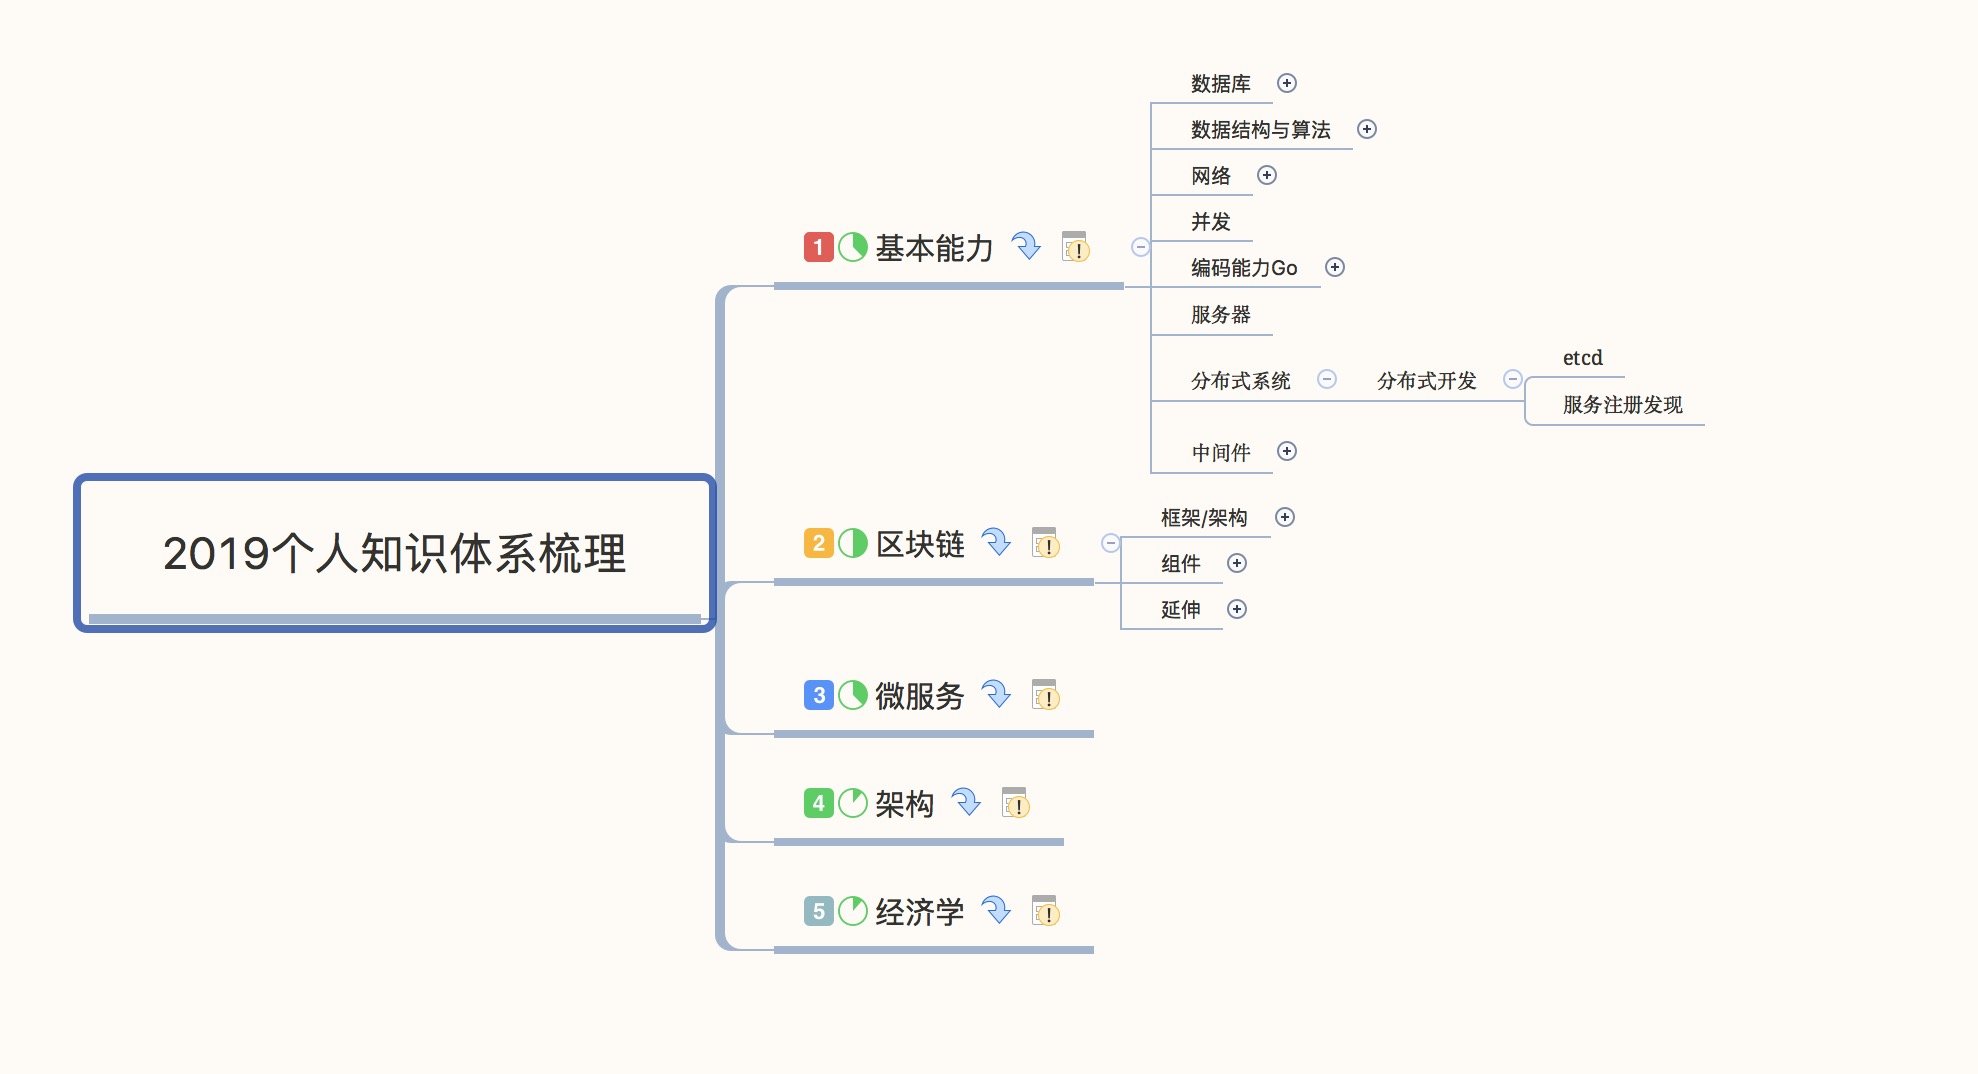 2019个人知识体系梳理
1 基本能力
数据库
数据结构与算法
网络
并发
编码能力Go
服务器
分布式系统
分布式开发
etcd
服务注册发现
中间件
2 区块链
框架/架构
组件
延伸
3 微服务
4 架构
5 经济学